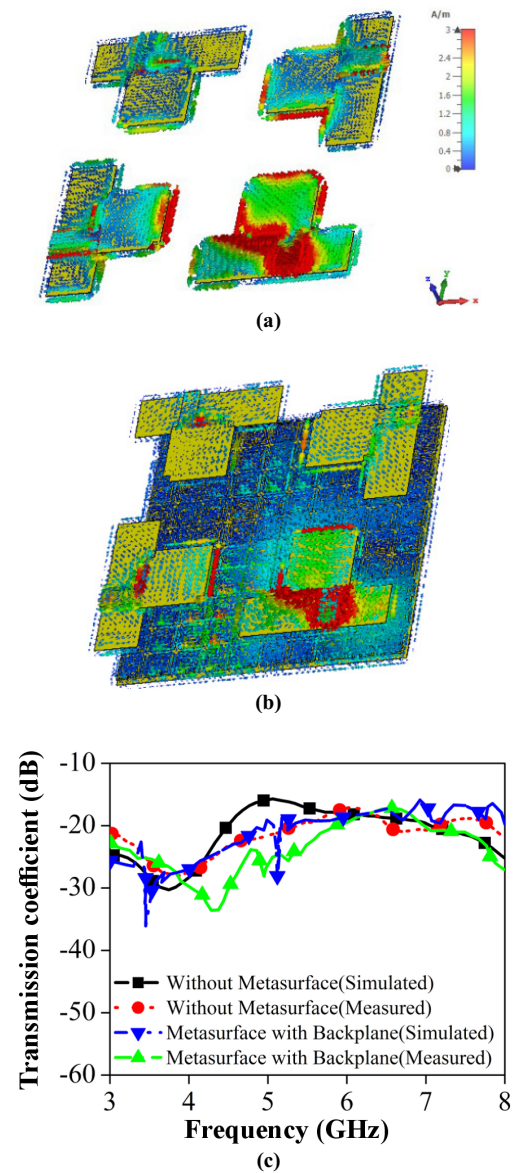 A/m
3
2.4
2
1.6
1.2
0.8
0.4
0
z y x
(a)
(b)
Transmission coefficient (dB)
-10
-20
-30
-40
-50
-60
Without Metasurface(Simulated)
Without Metasurface(Measured)
Metasurface with Backplane(Simulated)
Metasurface with Backplane(Measured)
3 4 5 6 7 8
Frequency (GHz)
(c)